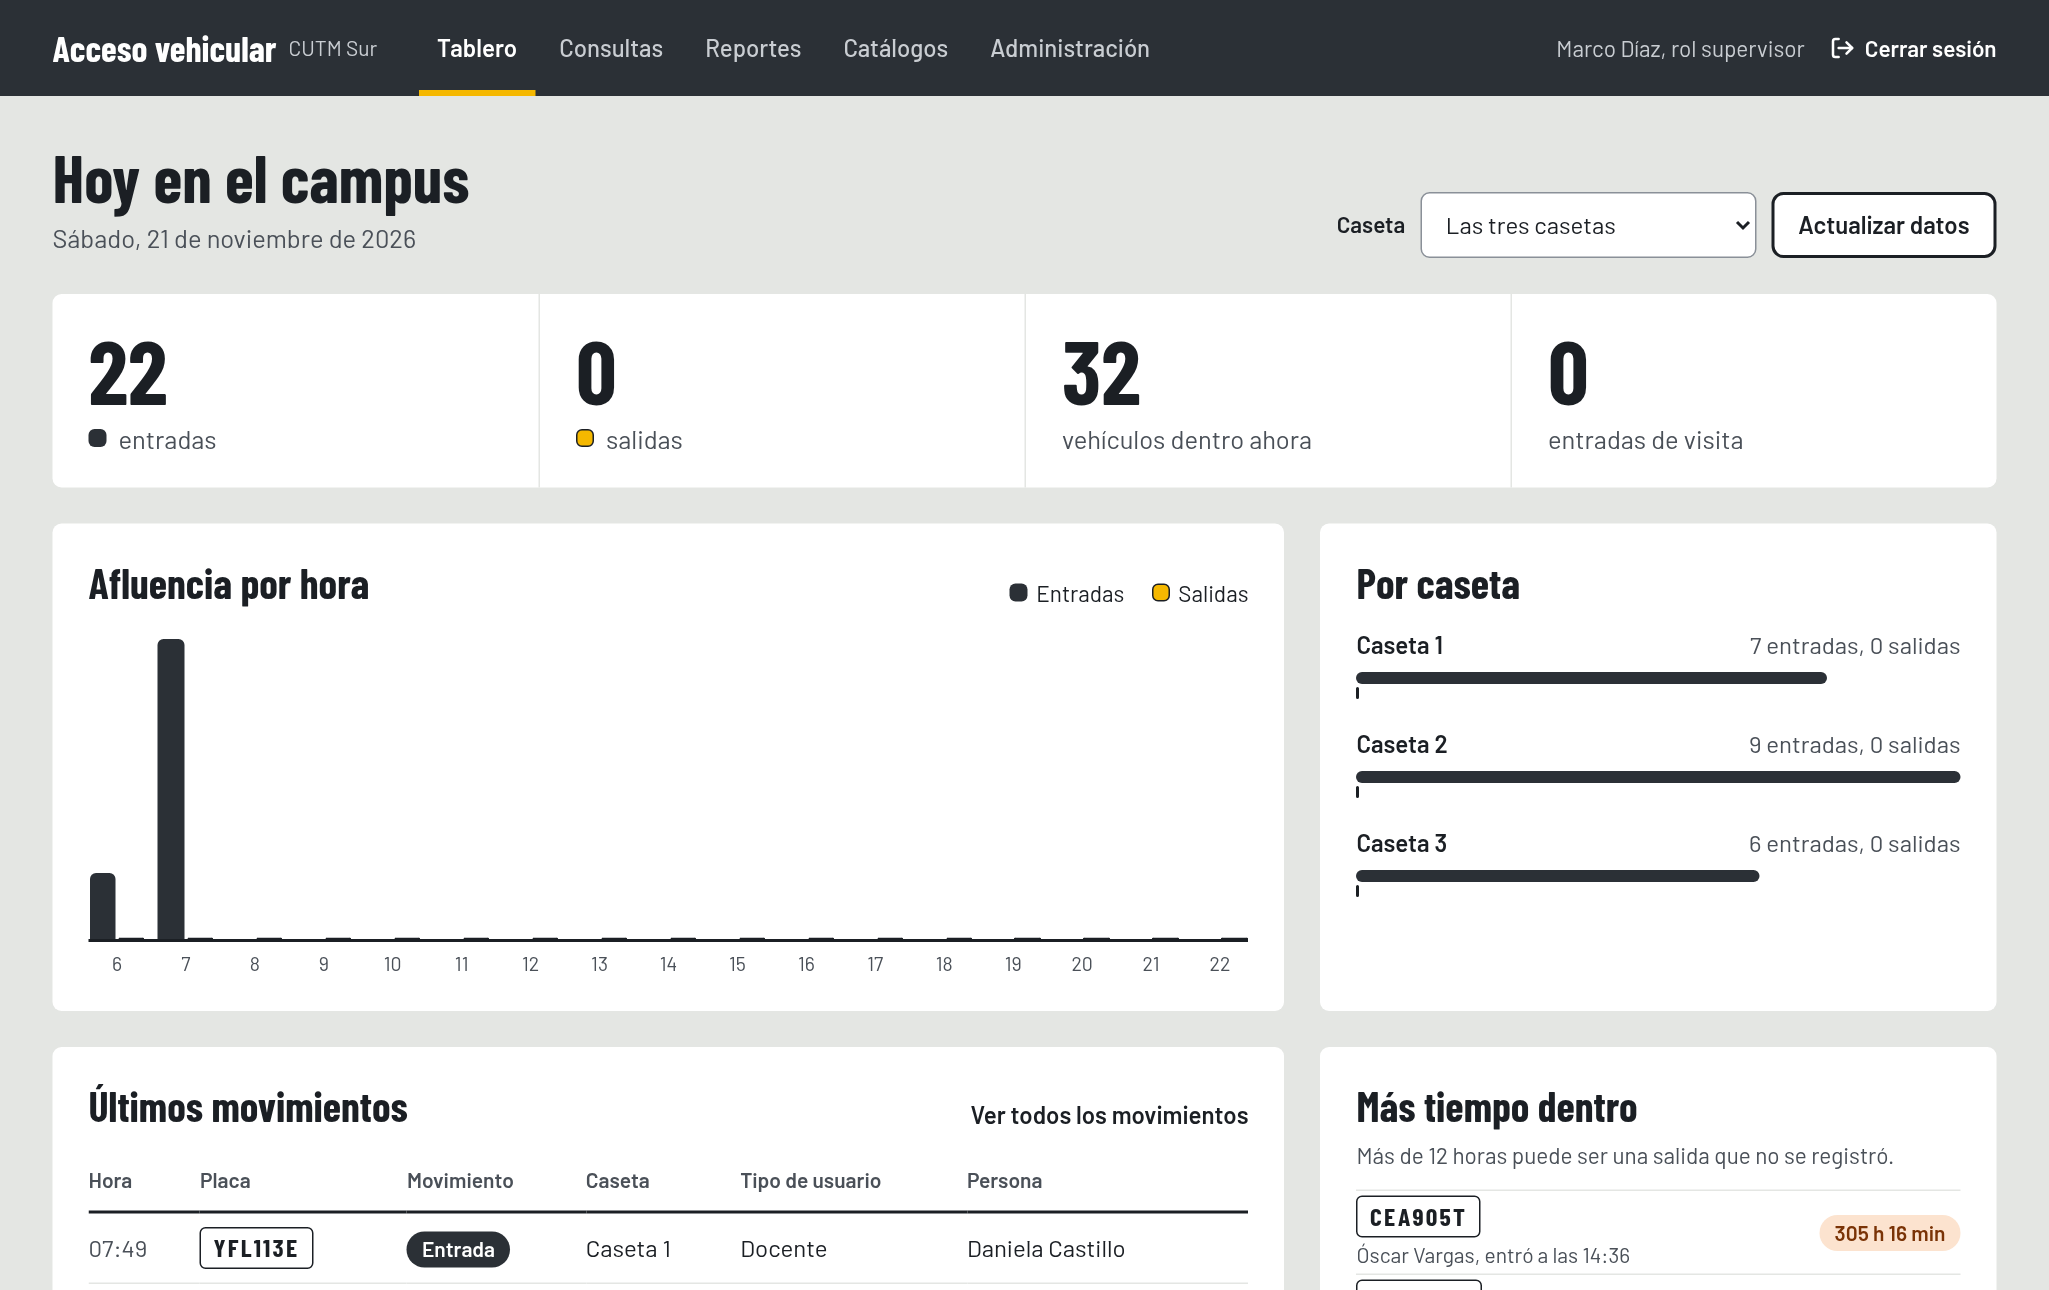 Acceso vehicular CUTM Sur Tablero Consultas Reportes Catálogos Administración Marco Díaz, rol supervisor Cerrar sesión
Hoy en el campus
Sábado, 21 de noviembre de 2026
Caseta Las tres casetas Actualizar datos
22 0 32 0
entradas salidas vehículos dentro ahora entradas de visita
Afluencia por hora
Entradas Salidas
6 7 8 9 10 11 12 13 14 15 16 17 18 19 20 21 22
Por caseta
Caseta 1 7 entradas, 0 salidas
Caseta 2 9 entradas, 0 salidas
Caseta 3 6 entradas, 0 salidas
Últimos movimientos Ver todos los movimientos
Hora Placa Movimiento Caseta Tipo de usuario Persona
07:49 YFL113E Entrada Caseta 1 Docente Daniela Castillo
Más tiempo dentro
Más de 12 horas puede ser una salida que no se registró.
CEA905T
305 h 16 min
Óscar Vargas, entró a las 14:36